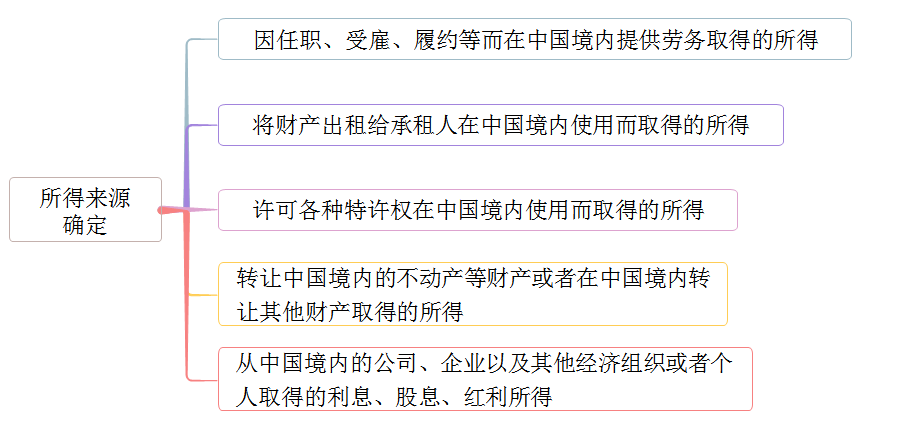 所得来源
确定
因任职、受雇、履约等而在中国境内提供劳务取得的所得
将财产出租给承租人在中国境内使用而取得的所得
许可各种特许权在中国境内使用而取得的所得
转让中国境内的不动产等财产或者在中国境内转
让其他财产取得的所得
从中国境内的公司、企业以及其他经济组织或者个
人取得的利息、股息、红利所得